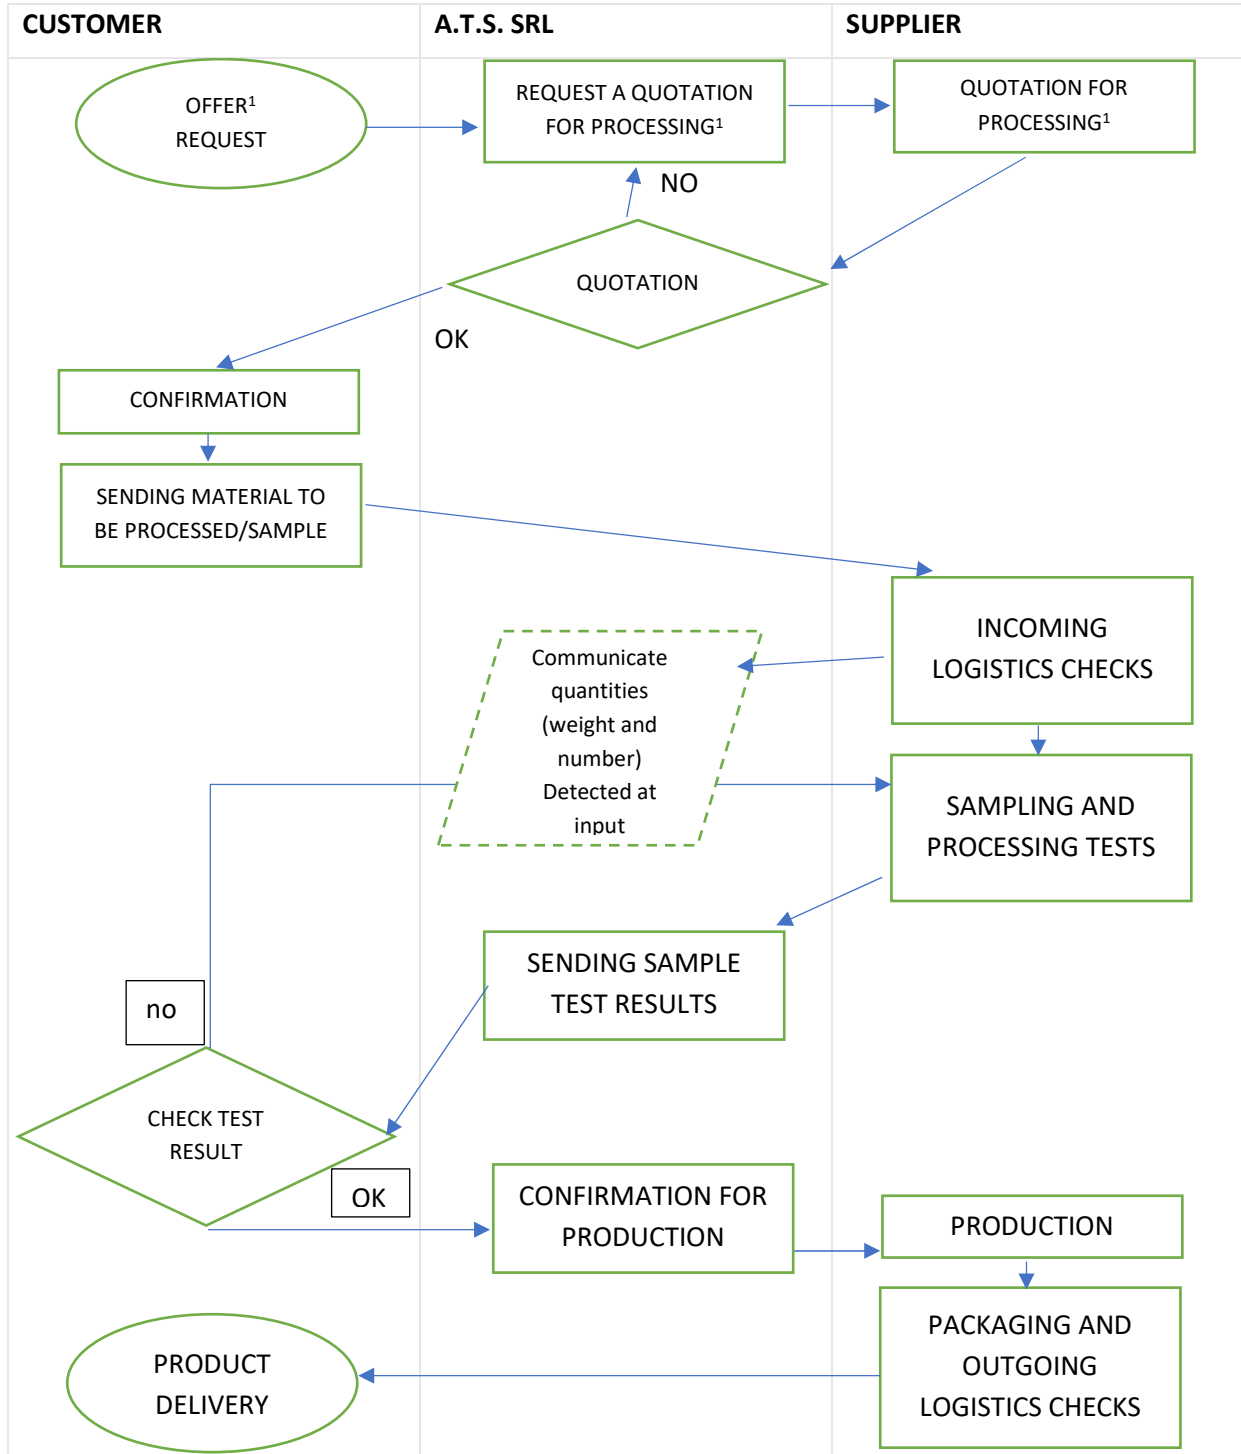 CUSTOMER
A.T.S. SRL
SUPPLIER
OFFER¹
REQUEST
REQUEST A QUOTATION
FOR PROCESSING¹
QUOTATION FOR
PROCESSING¹
NO
QUOTATION
OK
CONFIRMATION
SENDING MATERIAL TO
BE PROCESSED/SAMPLE
INCOMING
LOGISTICS CHECKS
Communicate
quantities
(weight and
number)
Detected at
input
SAMPLING AND
PROCESSING TESTS
SENDING SAMPLE
TEST RESULTS
no
CHECK TEST
RESULT
OK
CONFIRMATION FOR
PRODUCTION
PRODUCTION
PACKAGING AND
OUTGOING
LOGISTICS CHECKS
PRODUCT
DELIVERY